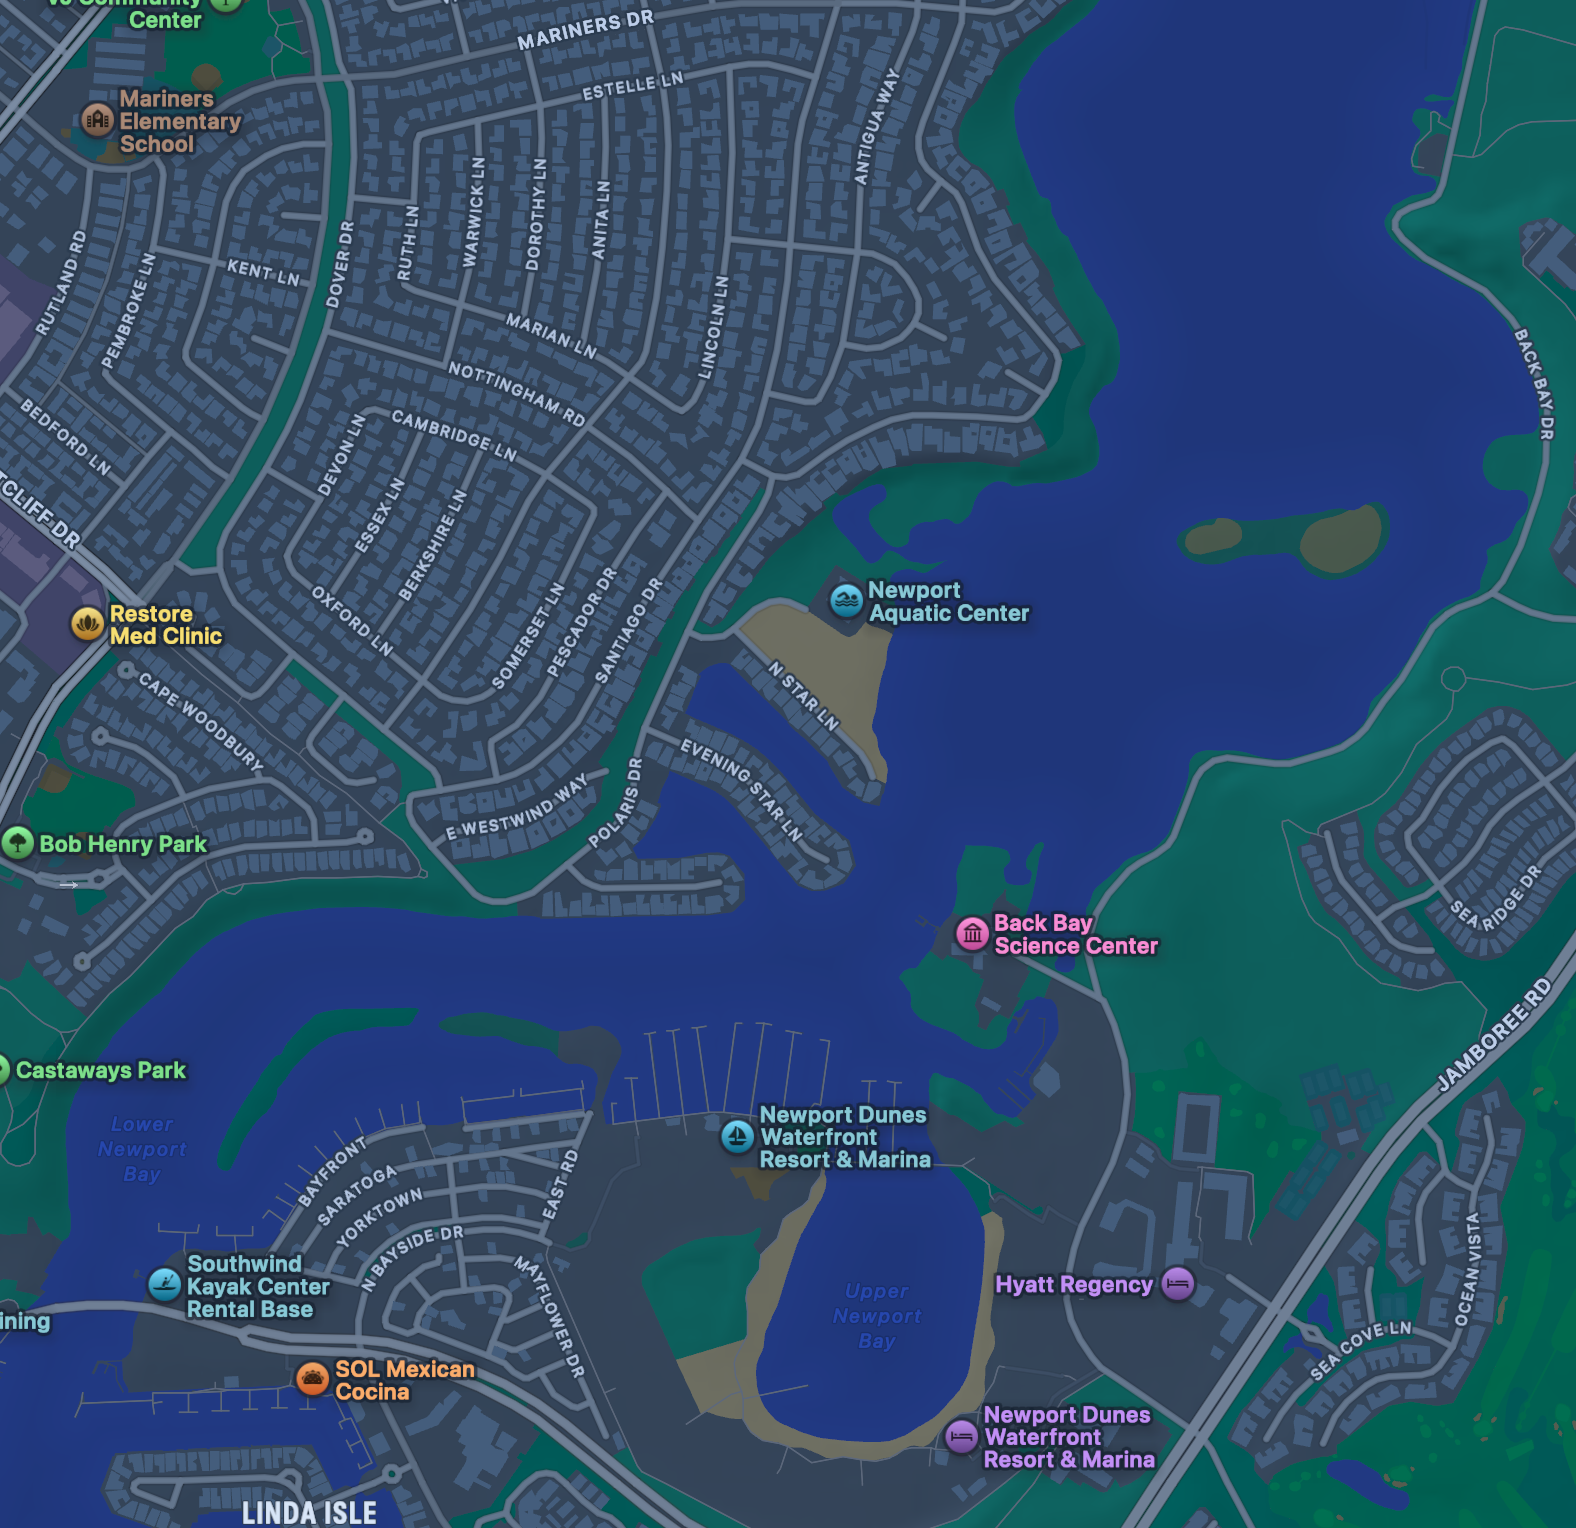 Center
MARINERS DR
ESTELLE LN
ANTIGUA WAY
Mariners
Elementary
School
RUTLAND RD
PEMBROKE LN
KENT LN
DOVER DR
RUTH LN
WARWICK LN
DOROTHY LN
ANITA LN
LINCOLN LN
MARIAN LN
NOTTINGHAM RD
BACK BAY DR
BEDFORD LN
DEVON LN
CAMBRIDGE LN
ESSEX LN
BERKSHIRE LN
OXFORD LN
SOMERSET LN
PESCADOR DR
SANTIAGO DR
TCLIFF DR
Restore
Med Clinic
Newport
Aquatic Center
N STAR LN
CAPE WOODBURY
EVENING STAR LN
E WESTWIND WAY
POLARIS DR
Bob Henry Park
SEA RIDGE DR
Back Bay
Science Center
JAMBOREE RD
Castaways Park
Lower
Newport
Bay
Newport Dunes
Waterfront
Resort & Marina
BAYFRONT
SARATOGA
YORKTOWN
N BAYSIDE DR
EAST RD
MAYFLOWER DR
Southwind
Kayak Center
Rental Base
ining
Upper
Newport
Bay
Hyatt Regency
OCEAN VISTA
SEA COVE LN
SOL Mexican
Cocina
Newport Dunes
Waterfront
Resort & Marina
LINDA ISLE